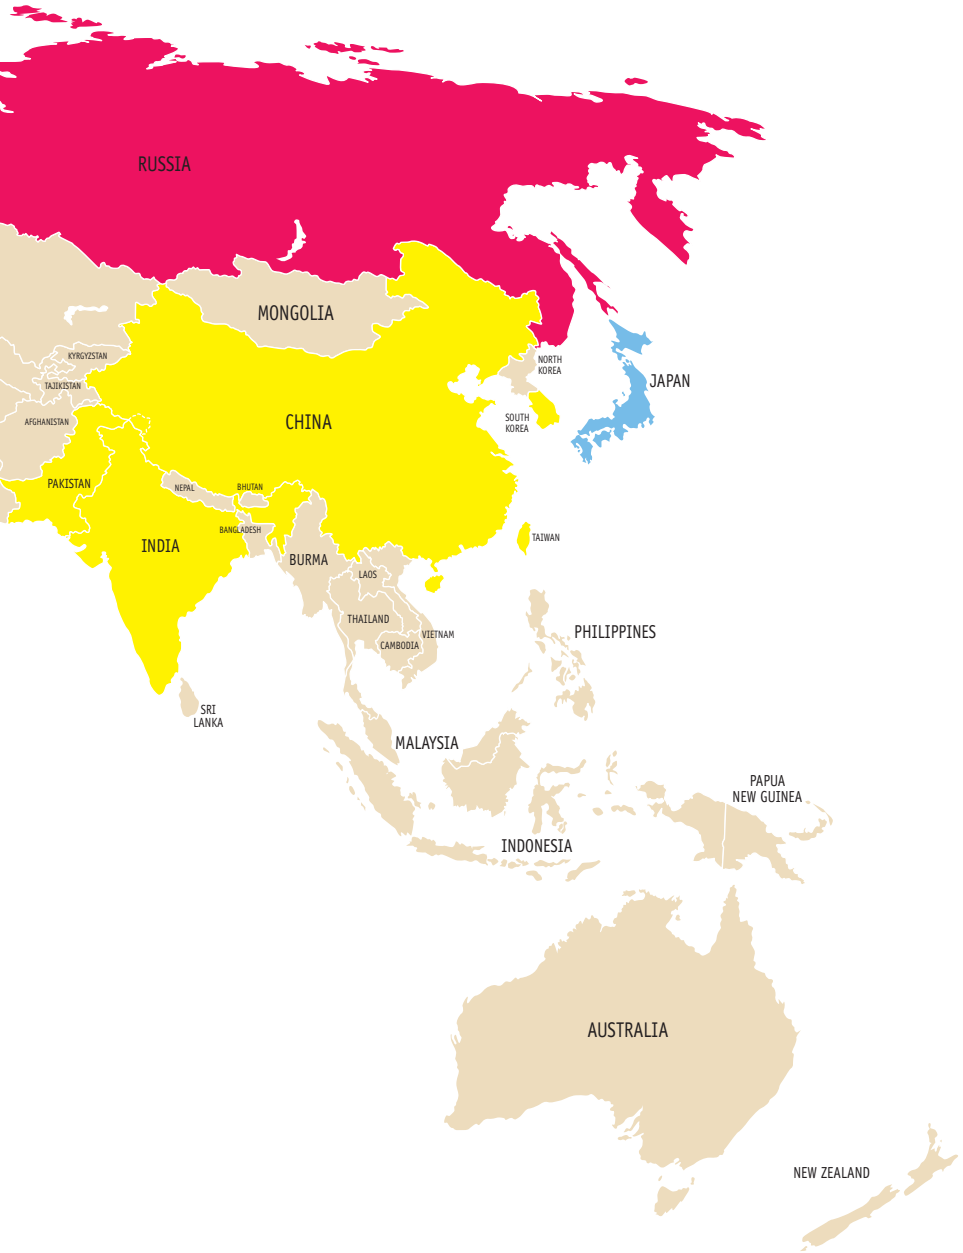 RUSSIA
MONGOLIA
KYRGYZSTAN
NORTH
KOREA
JAPAN
TAJIKISTAN
CHINA
SOUTH
KOREA
AFGHANISTAN
PAKISTAN
NEPAL
BHUTAN
BANGLADESH
TAIWAN
INDIA
BURMA
LAOS
THAILAND
PHILIPPINES
VIETNAM
CAMBODIA
SRI
LANKA
MALAYSIA
PAPUA
NEW GUINEA
INDONESIA
AUSTRALIA
NEW ZEALAND